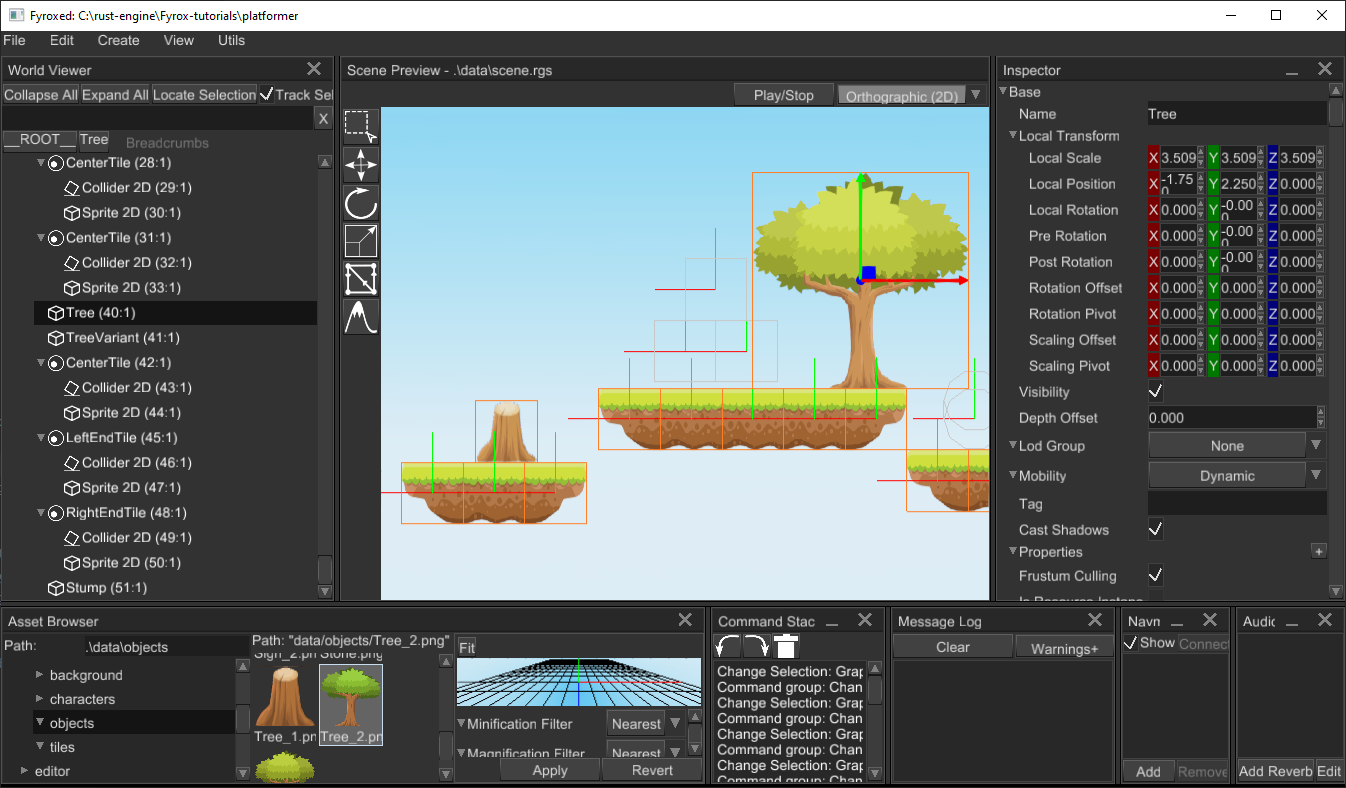 Fyroxed: C:\rust-engine\Fyrox-tutorials\platformer
File Edit Create View Utils
World Viewer
Collapse All Expand All Locate Selection Track Sel
X
__ROOT__ Tree Breadcrumbs
CenterTile (28:1)
Collider 2D (29:1)
Sprite 2D (30:1)
CenterTile (31:1)
Collider 2D (32:1)
Sprite 2D (33:1)
Tree (40:1)
TreeVariant (41:1)
CenterTile (42:1)
Collider 2D (43:1)
Sprite 2D (44:1)
LeftEndTile (45:1)
Collider 2D (46:1)
Sprite 2D (47:1)
RightEndTile (48:1)
Collider 2D (49:1)
Sprite 2D (50:1)
Stump (51:1)
Scene Preview - .\data\scene.rgs
Play/Stop Orthographic (2D)
Inspector
Base
Name Tree
Local Transform
Local Scale X 3.509 Y 3.509 Z 3.509
Local Position X -1.750 Y 2.250 Z 0.000
Local Rotation X 0.000 Y -0.000 Z 0.000
Pre Rotation X 0.000 Y -0.000 Z 0.000
Post Rotation X 0.000 Y -0.000 Z 0.000
Rotation Offset X 0.000 Y 0.000 Z 0.000
Rotation Pivot X 0.000 Y 0.000 Z 0.000
Scaling Offset X 0.000 Y 0.000 Z 0.000
Scaling Pivot X 0.000 Y 0.000 Z 0.000
Visibility
Depth Offset 0.000
Lod Group None
Mobility Dynamic
Tag
Cast Shadows
Properties +
Frustum Culling
Is Resource Instance
Asset Browser
Path: .\data\objects
background
characters
objects
tiles
editor
Path: "data/objects/Tree_2.png"
Sign_2.pn Stone.png
Tree_1.pn Tree_2.pn
Fit
Minification Filter Nearest
Magnification Filter Nearest
Apply Revert
Command Stac
Change Selection: Grap
Command group: Chan
Change Selection: Grap
Command group: Chan
Change Selection: Grap
Command group: Chan
Change Selection: Grap
Command group: Chan
Message Log
Clear Warnings+
Navn
Show Connec
Add Remove
Audic
Add Reverb Edit